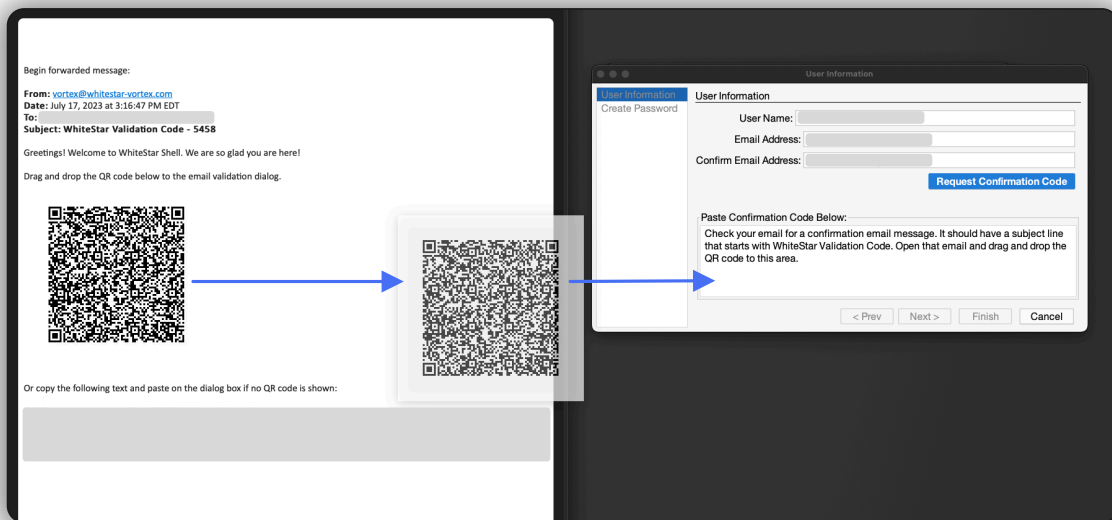 Begin forwarded message:
From: vortex@whitestar-vortex.com
Date: July 17, 2023 at 3:16:47 PM EDT
To:
Subject: WhiteStar Validation Code - 5458
Greetings! Welcome to WhiteStar Shell. We are so glad you are here!
Drag and drop the QR code below to the email validation dialog.
Or copy the following text and paste on the dialog box if no QR code is shown:
User Information
User Information
Create Password
User Information
User Name:
Email Address:
Confirm Email Address:
Request Confirmation Code
Paste Confirmation Code Below:
Check your email for a confirmation email message. It should have a subject line
that starts with WhiteStar Validation Code. Open that email and drag and drop the
QR code to this area.
< Prev
Next >
Finish
Cancel